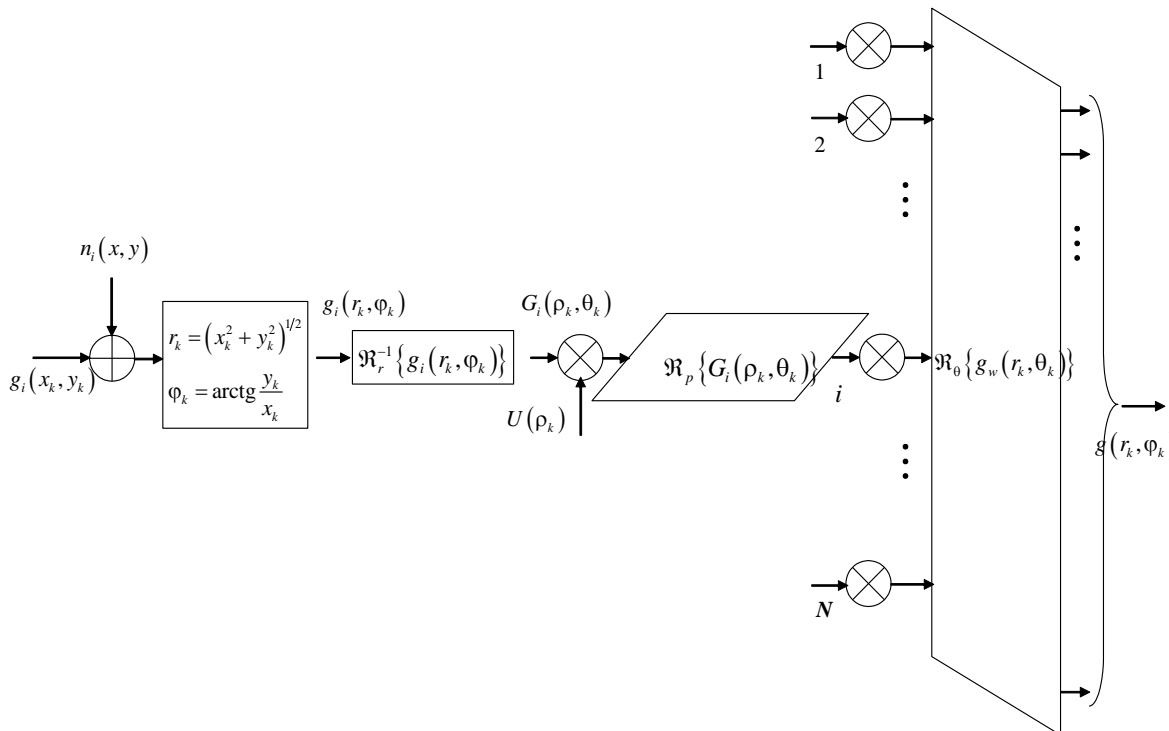 1
2
n_i(x, y)
g_i(x_k, y_k)
r_k = (x_k^2 + y_k^2)^{1/2}
φ_k = arctg \frac{y_k}{x_k}
g_i(r_k, φ_k)
ℜ_r^{-1}{g_i(r_k, φ_k)}
G_i(ρ_k, θ_k)
U(ρ_k)
ℜ_p{G_i(ρ_k, θ_k)}
i
ℜ_θ{g_w(r_k, θ_k)}
g(r_k, φ_k
N